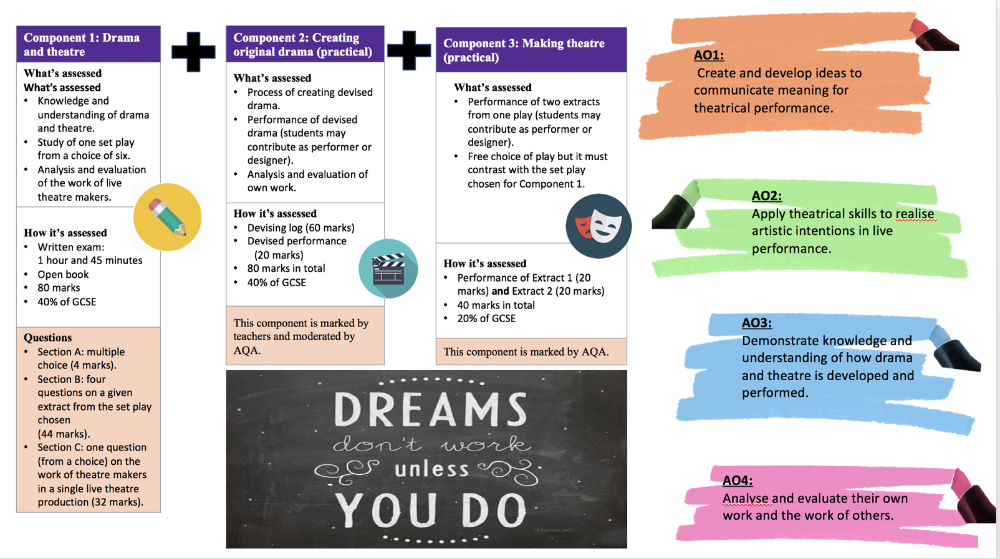 Component 1: Drama
and theatre
What's assessed
What's assessed
• Knowledge and
understanding of drama
and theatre.
• Study of one set play
from a choice of six.
• Analysis and evaluation
of the work of live
theatre makers.
How it's assessed
• Written exam:
1 hour and 45 minutes
• Open book
• 80 marks
• 40% of GCSE
Questions
• Section A: multiple
choice (4 marks).
• Section B: four
questions on a given
extract from the set play
chosen
(44 marks).
• Section C: one question
(from a choice) on the
work of theatre makers
in a single live theatre
production (32 marks).
Component 2: Creating
original drama (practical)
What's assessed
• Process of creating devised
drama.
• Performance of devised
drama (students may
contribute as performer or
designer).
• Analysis and evaluation of
own work.
How it's assessed
• Devising log (60 marks)
• Devised performance
(20 marks)
• 80 marks in total
• 40% of GCSE
This component is marked by
teachers and moderated by
AQA.
Component 3: Making theatre
(practical)
What's assessed
• Performance of two extracts
from one play (students may
contribute as performer or
designer).
• Free choice of play but it must
contrast with the set play
chosen for Component 1.
How it's assessed
• Performance of Extract 1 (20
marks) and Extract 2 (20 marks)
• 40 marks in total
• 20% of GCSE
This component is marked by AQA.
DREAMS
don't work
unless
YOU DO
tidymom.net
AO1:
Create and develop ideas to
communicate meaning for
theatrical performance.
AO2:
Apply theatrical skills to realise
artistic intentions in live
performance.
AO3:
Demonstrate knowledge and
understanding of how drama
and theatre is developed and
performed.
AO4:
Analyse and evaluate their own
work and the work of others.